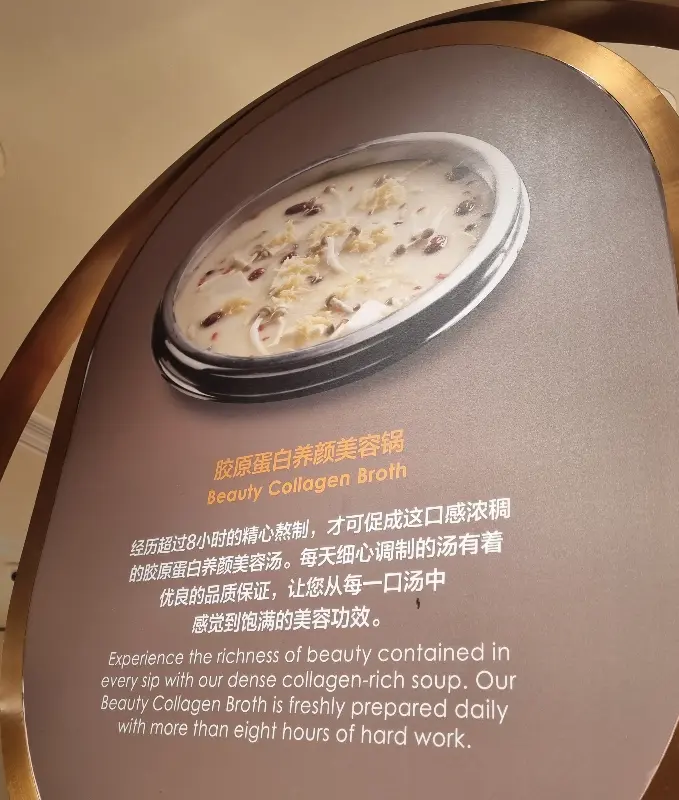 胶原蛋白养颜美容锅
Beauty Collagen Broth
经历超过8小时的精心熬制，才可促成这口感浓稠
的胶原蛋白养颜美容汤。每天细心调制的汤有着
优良的品质保证，让您从每一口汤中
感觉到饱满的美容功效。
Experience the richness of beauty contained in
every sip with our dense collagen-rich soup. Our
Beauty Collagen Broth is freshly prepared daily
with more than eight hours of hard work.